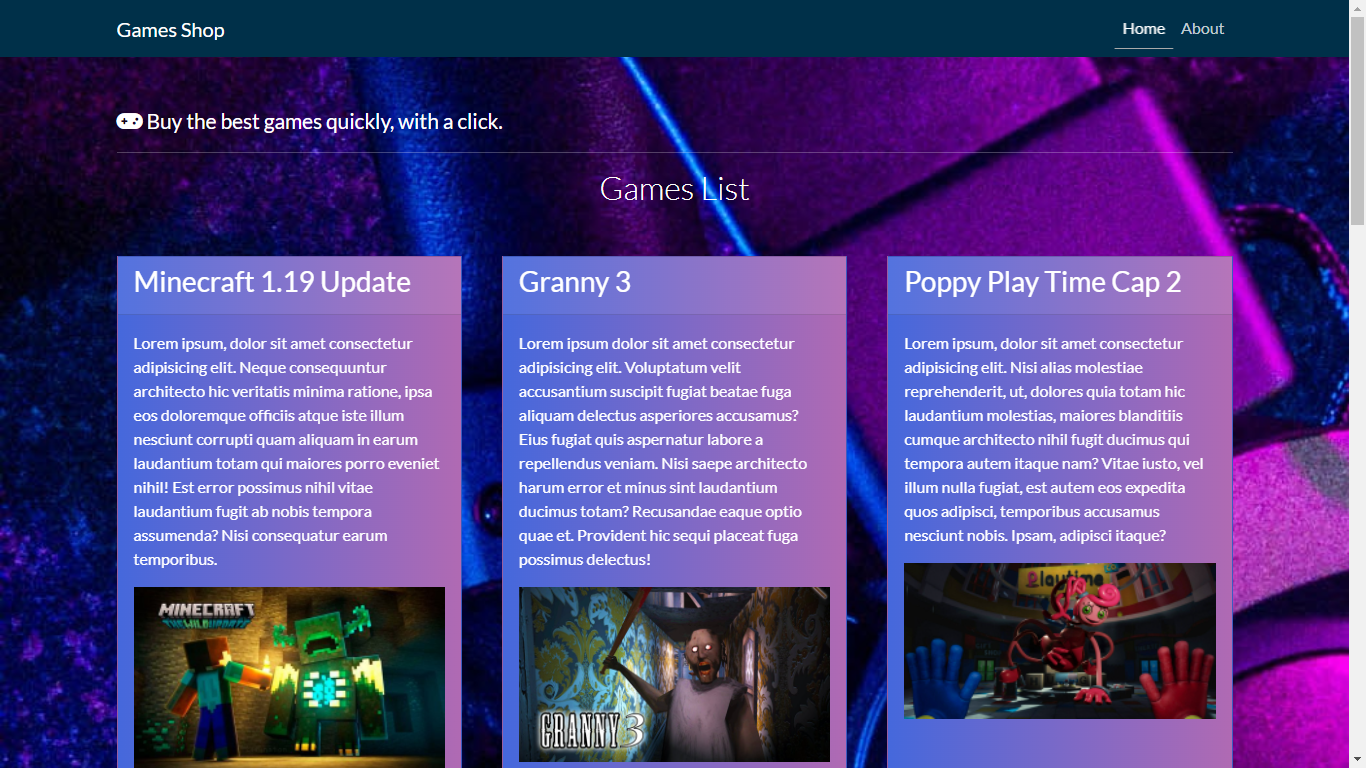 Games Shop
Home
About
Buy the best games quickly, with a click.
Games List
Minecraft 1.19 Update
Lorem ipsum, dolor sit amet consectetur
adipisicing elit. Neque consequuntur
architecto hic veritatis minima ratione, ipsa
eos doloremque officiis atque iste illum
nesciunt corrupti quam aliquam in earum
laudantium totam qui maiores porro eveniet
nihil! Est error possimus nihil vitae
laudantium fugit ab nobis tempora
assumenda? Nisi consequatur earum
temporibus.
MINECRAFT
THE WILD UPDATE
Granny 3
Lorem ipsum dolor sit amet consectetur
adipisicing elit. Voluptatum velit
accusantium suscipit fugiat beatae fuga
aliquam delectus asperiores accusamus?
Eius fugiat quis aspernatur labore a
repellendus veniam. Nisi saepe architecto
harum error et minus sint laudantium
ducimus totam? Recusandae eaque optio
quae et. Provident hic sequi placeat fuga
possimus delectus!
GRANNY 3
Poppy Play Time Cap 2
Lorem ipsum, dolor sit amet consectetur
adipisicing elit. Nisi alias molestiae
reprehenderit, ut, dolores quia totam hic
laudantium molestias, maiores blanditiis
cumque architecto nihil fugit ducimus qui
tempora autem itaque nam? Vitae iusto, vel
illum nulla fugiat, est autem eos expedita
quos adipisci, temporibus accusamus
nesciunt nobis. Ipsam, adipisci itaque?
Playtime